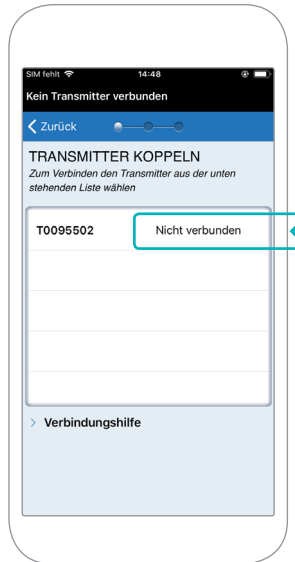 SIM fehlt 14:48
Kein Transmitter verbunden
Zurück
TRANSMITTER KOPPELN
Zum Verbinden den Transmitter aus der unten
stehenden Liste wählen
T0095502 Nicht verbunden
Verbindungshilfe